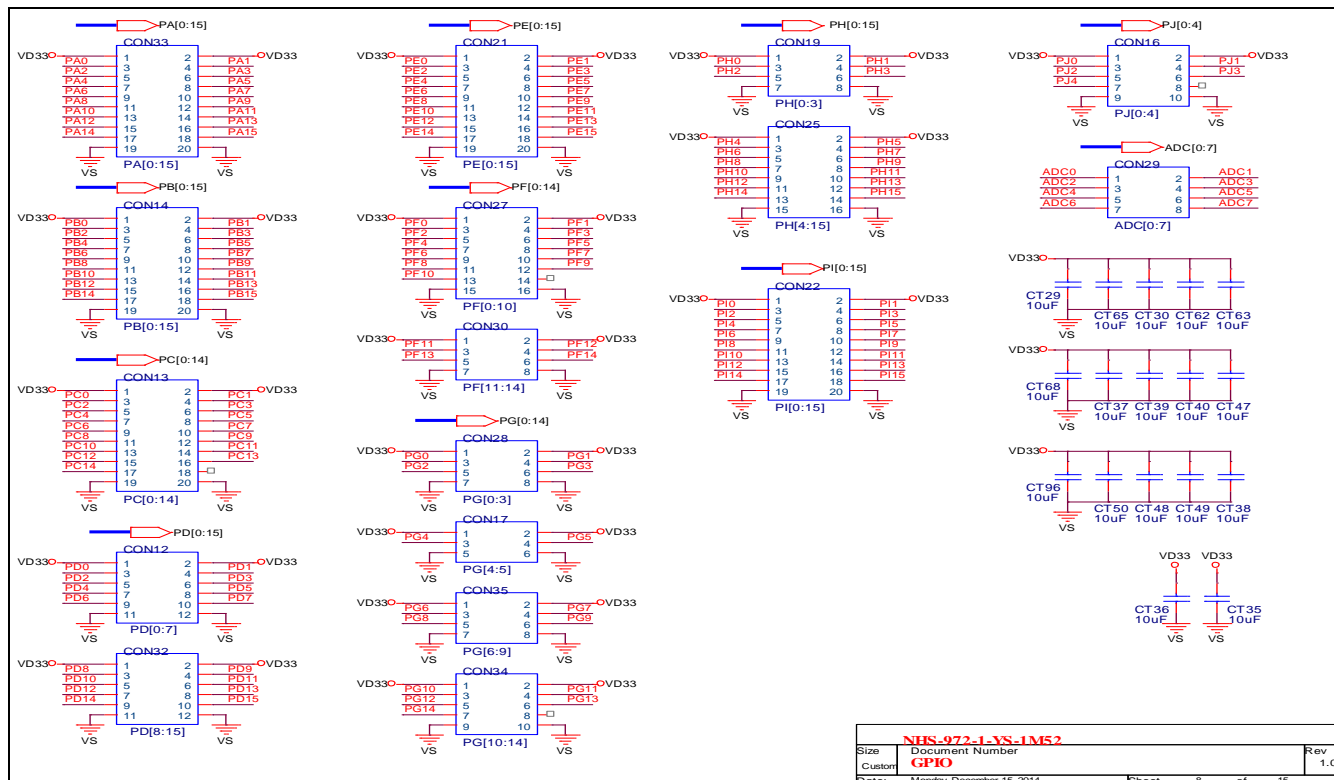 PA[0:15]
CON33
VD33 1 2 VD33
PA0 3 4 PA1
PA2 5 6 PA3
PA4 7 8 PA5
PA6 9 10 PA7
PA8 11 12 PA9
PA10 13 14 PA11
PA12 15 16 PA13
PA14 17 18 PA15
19 20
VS VS
PA[0:15]
PB[0:15]
CON14
VD33 1 2 VD33
PB0 3 4 PB1
PB2 5 6 PB3
PB4 7 8 PB5
PB6 9 10 PB7
PB8 11 12 PB9
PB10 13 14 PB11
PB12 15 16 PB13
PB14 17 18 PB15
19 20
VS VS
PB[0:15]
PC[0:14]
CON13
VD33 1 2 VD33
PC0 3 4 PC1
PC2 5 6 PC3
PC4 7 8 PC5
PC6 9 10 PC7
PC8 11 12 PC9
PC10 13 14 PC11
PC12 15 16 PC13
PC14 17 18
19 20
VS VS
PC[0:14]
PD[0:15]
CON12
VD33 1 2 VD33
PD0 3 4 PD1
PD2 5 6 PD3
PD4 7 8 PD5
PD6 9 10 PD7
11 12
VS VS
PD[0:7]
CON32
VD33 1 2 VD33
PD8 3 4 PD9
PD10 5 6 PD11
PD12 7 8 PD13
PD14 9 10 PD15
11 12
VS VS
PD[8:15]
PE[0:15]
CON21
VD33 1 2 VD33
PE0 3 4 PE1
PE2 5 6 PE3
PE4 7 8 PE5
PE6 9 10 PE7
PE8 11 12 PE9
PE10 13 14 PE11
PE12 15 16 PE13
PE14 17 18 PE15
19 20
VS VS
PE[0:15]
PF[0:14]
CON27
VD33 1 2 VD33
PF0 3 4 PF1
PF2 5 6 PF3
PF4 7 8 PF5
PF6 9 10 PF7
PF8 11 12 PF9
PF10 13 14
15 16
VS VS
PF[0:10]
CON30
VD33 1 2 VD33
PF11 3 4 PF12
PF13 5 6 PF14
7 8
VS VS
PF[11:14]
PG[0:14]
CON28
VD33 1 2 VD33
PG0 3 4 PG1
PG2 5 6 PG3
7 8
VS VS
PG[0:3]
CON17
VD33 1 2 VD33
PG4 3 4 PG5
5 6
VS VS
PG[4:5]
CON35
VD33 1 2 VD33
PG6 3 4 PG7
PG8 5 6 PG9
7 8
VS VS
PG[6:9]
CON34
VD33 1 2 VD33
PG10 3 4 PG11
PG12 5 6 PG13
PG14 7 8
9 10
VS VS
PG[10:14]
PH[0:15]
CON19
VD33 1 2 VD33
PH0 3 4 PH1
PH2 5 6 PH3
7 8
VS VS
PH[0:3]
CON25
VD33 1 2 VD33
PH4 3 4 PH5
PH6 5 6 PH7
PH8 7 8 PH9
PH10 9 10 PH11
PH12 11 12 PH13
PH14 13 14 PH15
15 16
VS VS
PH[4:15]
PI[0:15]
CON22
VD33 1 2 VD33
PI0 3 4 PI1
PI2 5 6 PI3
PI4 7 8 PI5
PI6 9 10 PI7
PI8 11 12 PI9
PI10 13 14 PI11
PI12 15 16 PI13
PI14 17 18 PI15
19 20
VS VS
PI[0:15]
PJ[0:4]
CON16
VD33 1 2 VD33
PJ0 3 4 PJ1
PJ2 5 6 PJ3
PJ4 7 8
9 10
VS VS
PJ[0:4]
ADC[0:7]
CON29
ADC0 1 2 ADC1
ADC2 3 4 ADC3
ADC4 5 6 ADC5
ADC6 7 8 ADC7
ADC[0:7]
VD33
CT29 CT65 CT30 CT62 CT63
10uF 10uF 10uF 10uF 10uF
VS
VD33
CT68 CT37 CT39 CT40 CT47
10uF 10uF 10uF 10uF 10uF
VS
VD33
CT96 CT50 CT48 CT49 CT38
10uF 10uF 10uF 10uF 10uF
VS
VD33 VD33
CT36 CT35
10uF 10uF
VS VS
NHS-972-1-YS-1M52
Size Document Number Rev
Custom GPIO 1.0
Date: Monday, December 15, 2014 Sheet 8 of 15